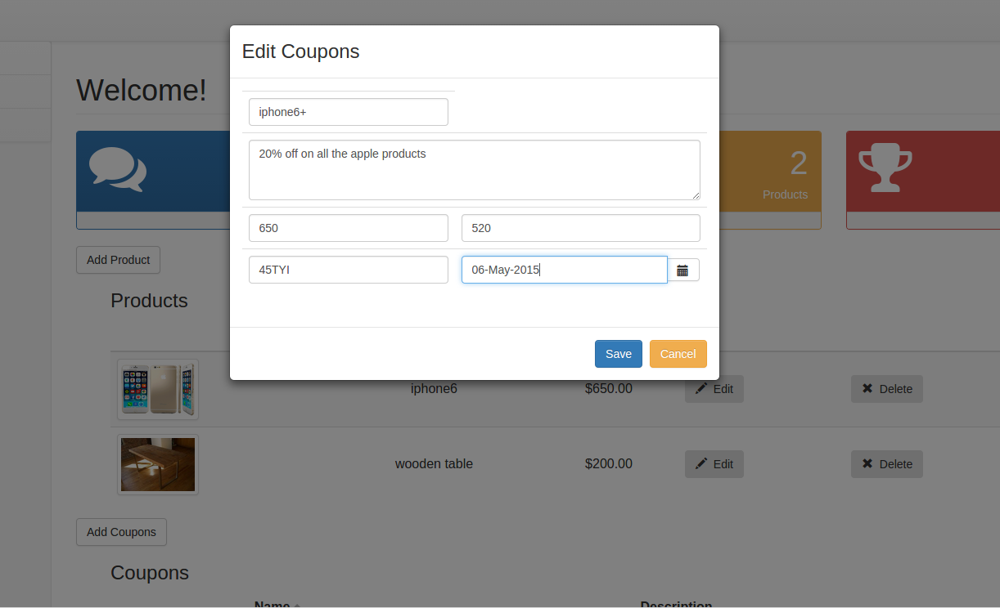 Edit Coupons
Welcome!
iphone6+
20% off on all the apple products
2
Products
650
520
Add Product
45TYI
06-May-2015
Products
Save
Cancel
iphone6
$650.00
Edit
Delete
wooden table
$200.00
Edit
Delete
Add Coupons
Coupons
Name
Description